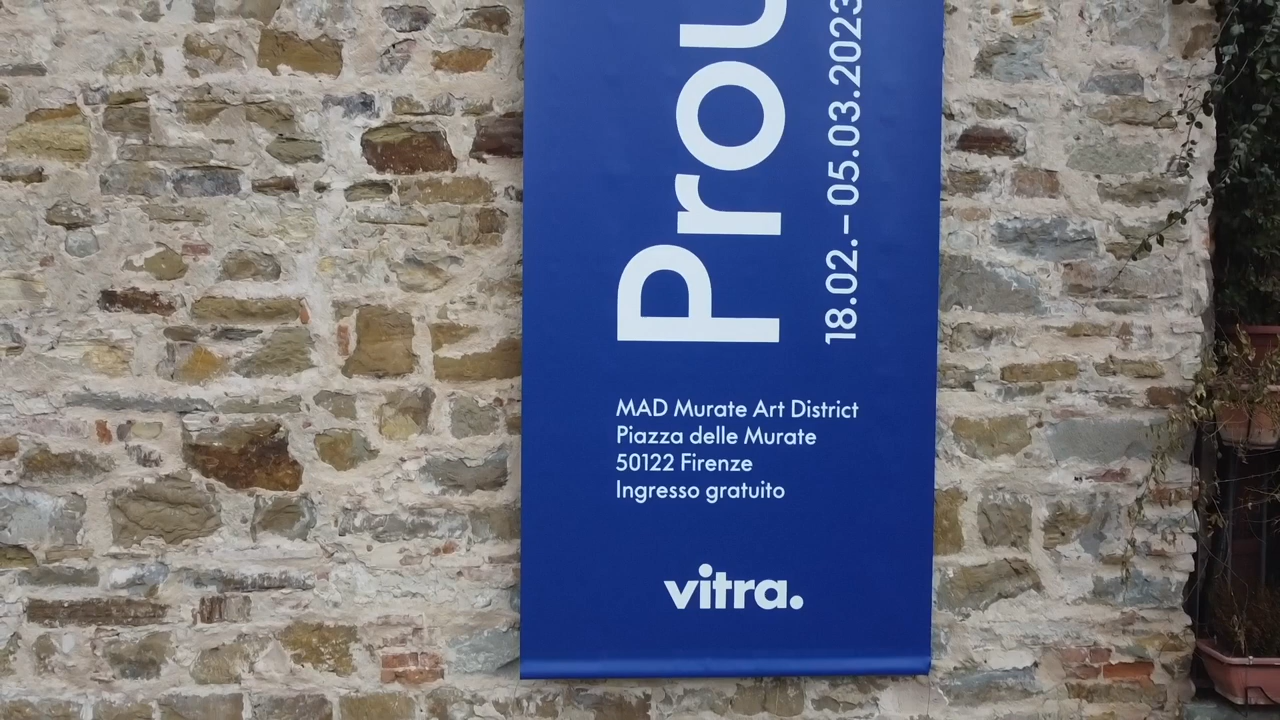 Prou
18.02.–05.03.2023
MAD Murate Art District
Piazza delle Murate
50122 Firenze
Ingresso gratuito
vitra.